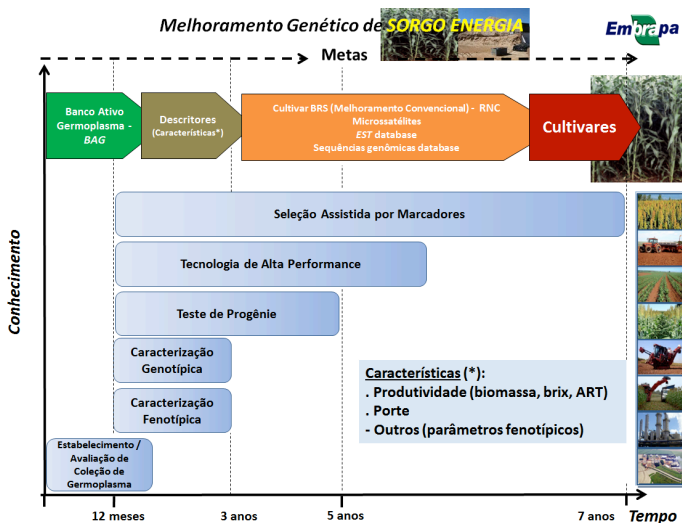 Melhoramento Genético de SORGO ENERGIA
Embrapa
Metas
Banco Ativo
Germoplasma -
BAG
Descritores
(Características*)
Cultivar BRS (Melhoramento Convencional) - RNC
Microssatélites
EST database
Sequências genômicas database
Cultivares
Conhecimento
Seleção Assistida por Marcadores
Tecnologia de Alta Performance
Teste de Progênie
Caracterização
Genotípica
Caracterização
Fenotípica
Estabelecimento /
Avaliação de
Coleção de
Germoplasma
Características (*):
. Produtividade (biomassa, brix, ART)
. Porte
- Outros (parâmetros fenotípicos)
12 meses
3 anos
5 anos
7 anos
Tempo